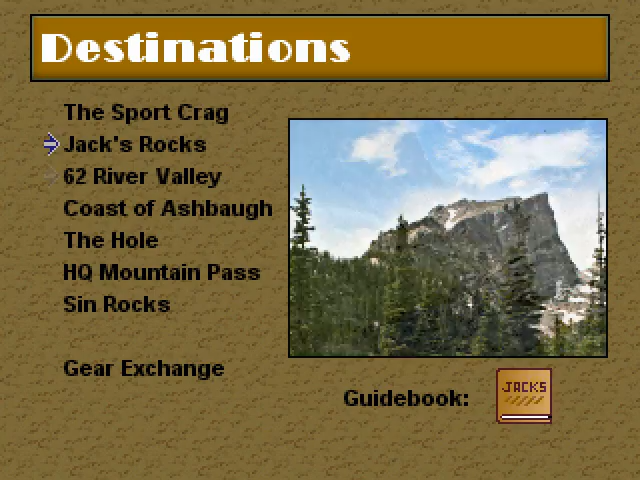 Destinations
The Sport Crag
Jack's Rocks
62 River Valley
Coast of Ashbaugh
The Hole
HQ Mountain Pass
Sin Rocks
Gear Exchange
Guidebook:
JACKS